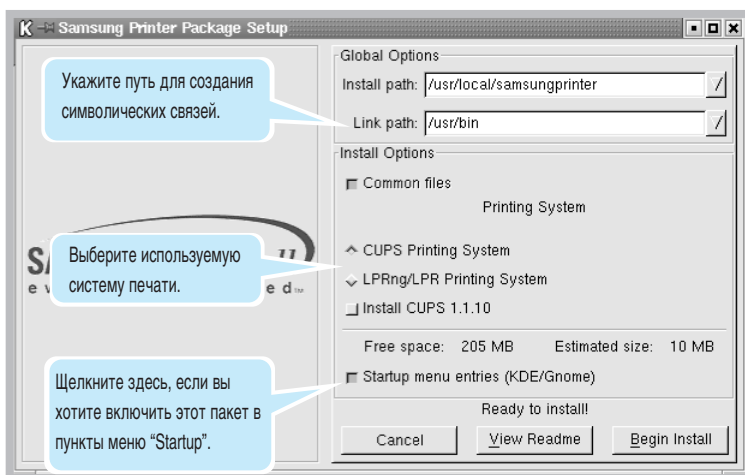 Samsung Printer Package Setup
Укажите путь для создания
символических связей.
Global Options
Install path: /usr/local/samsungprinter
Link path: /usr/bin
Install Options
Common files
Printing System
Выберите используемую
систему печати.
CUPS Printing System
LPRng/LPR Printing System
Install CUPS 1.1.10
Free space: 205 MB Estimated size: 10 MB
Щелкните здесь, если вы
хотите включить этот пакет в
пункты меню “Startup”.
Startup menu entries (KDE/Gnome)
Ready to install!
Cancel View Readme Begin Install